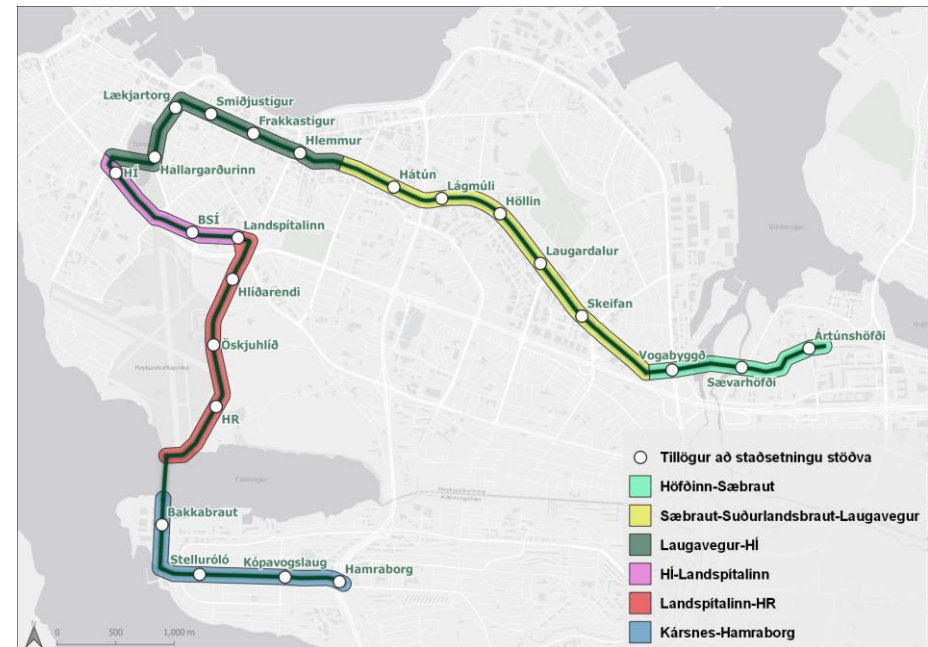 Lækjartorg
Smiðjustígur
Frakkastígur
Hlemmur
Hallargarðurinn
HÍ
BSÍ
Landspítalinn
Hátún
Lágmúli
Höllin
Laugardalur
Skeifan
Vogabyggð
Sævarhöfði
Ártúnshöfði
Hlíðarendi
Öskjuhlíð
HR
Bakkabraut
Stelluróló
Kópavogslaug
Hamraborg
Tillögur að staðsetningu stöðva
Höfðinn-Sæbraut
Sæbraut-Suðurlandsbraut-Laugavegur
Laugavegur-HÍ
HÍ-Landspítalinn
Landspítalinn-HR
Kársnes-Hamraborg
N
0 500 1,000 m